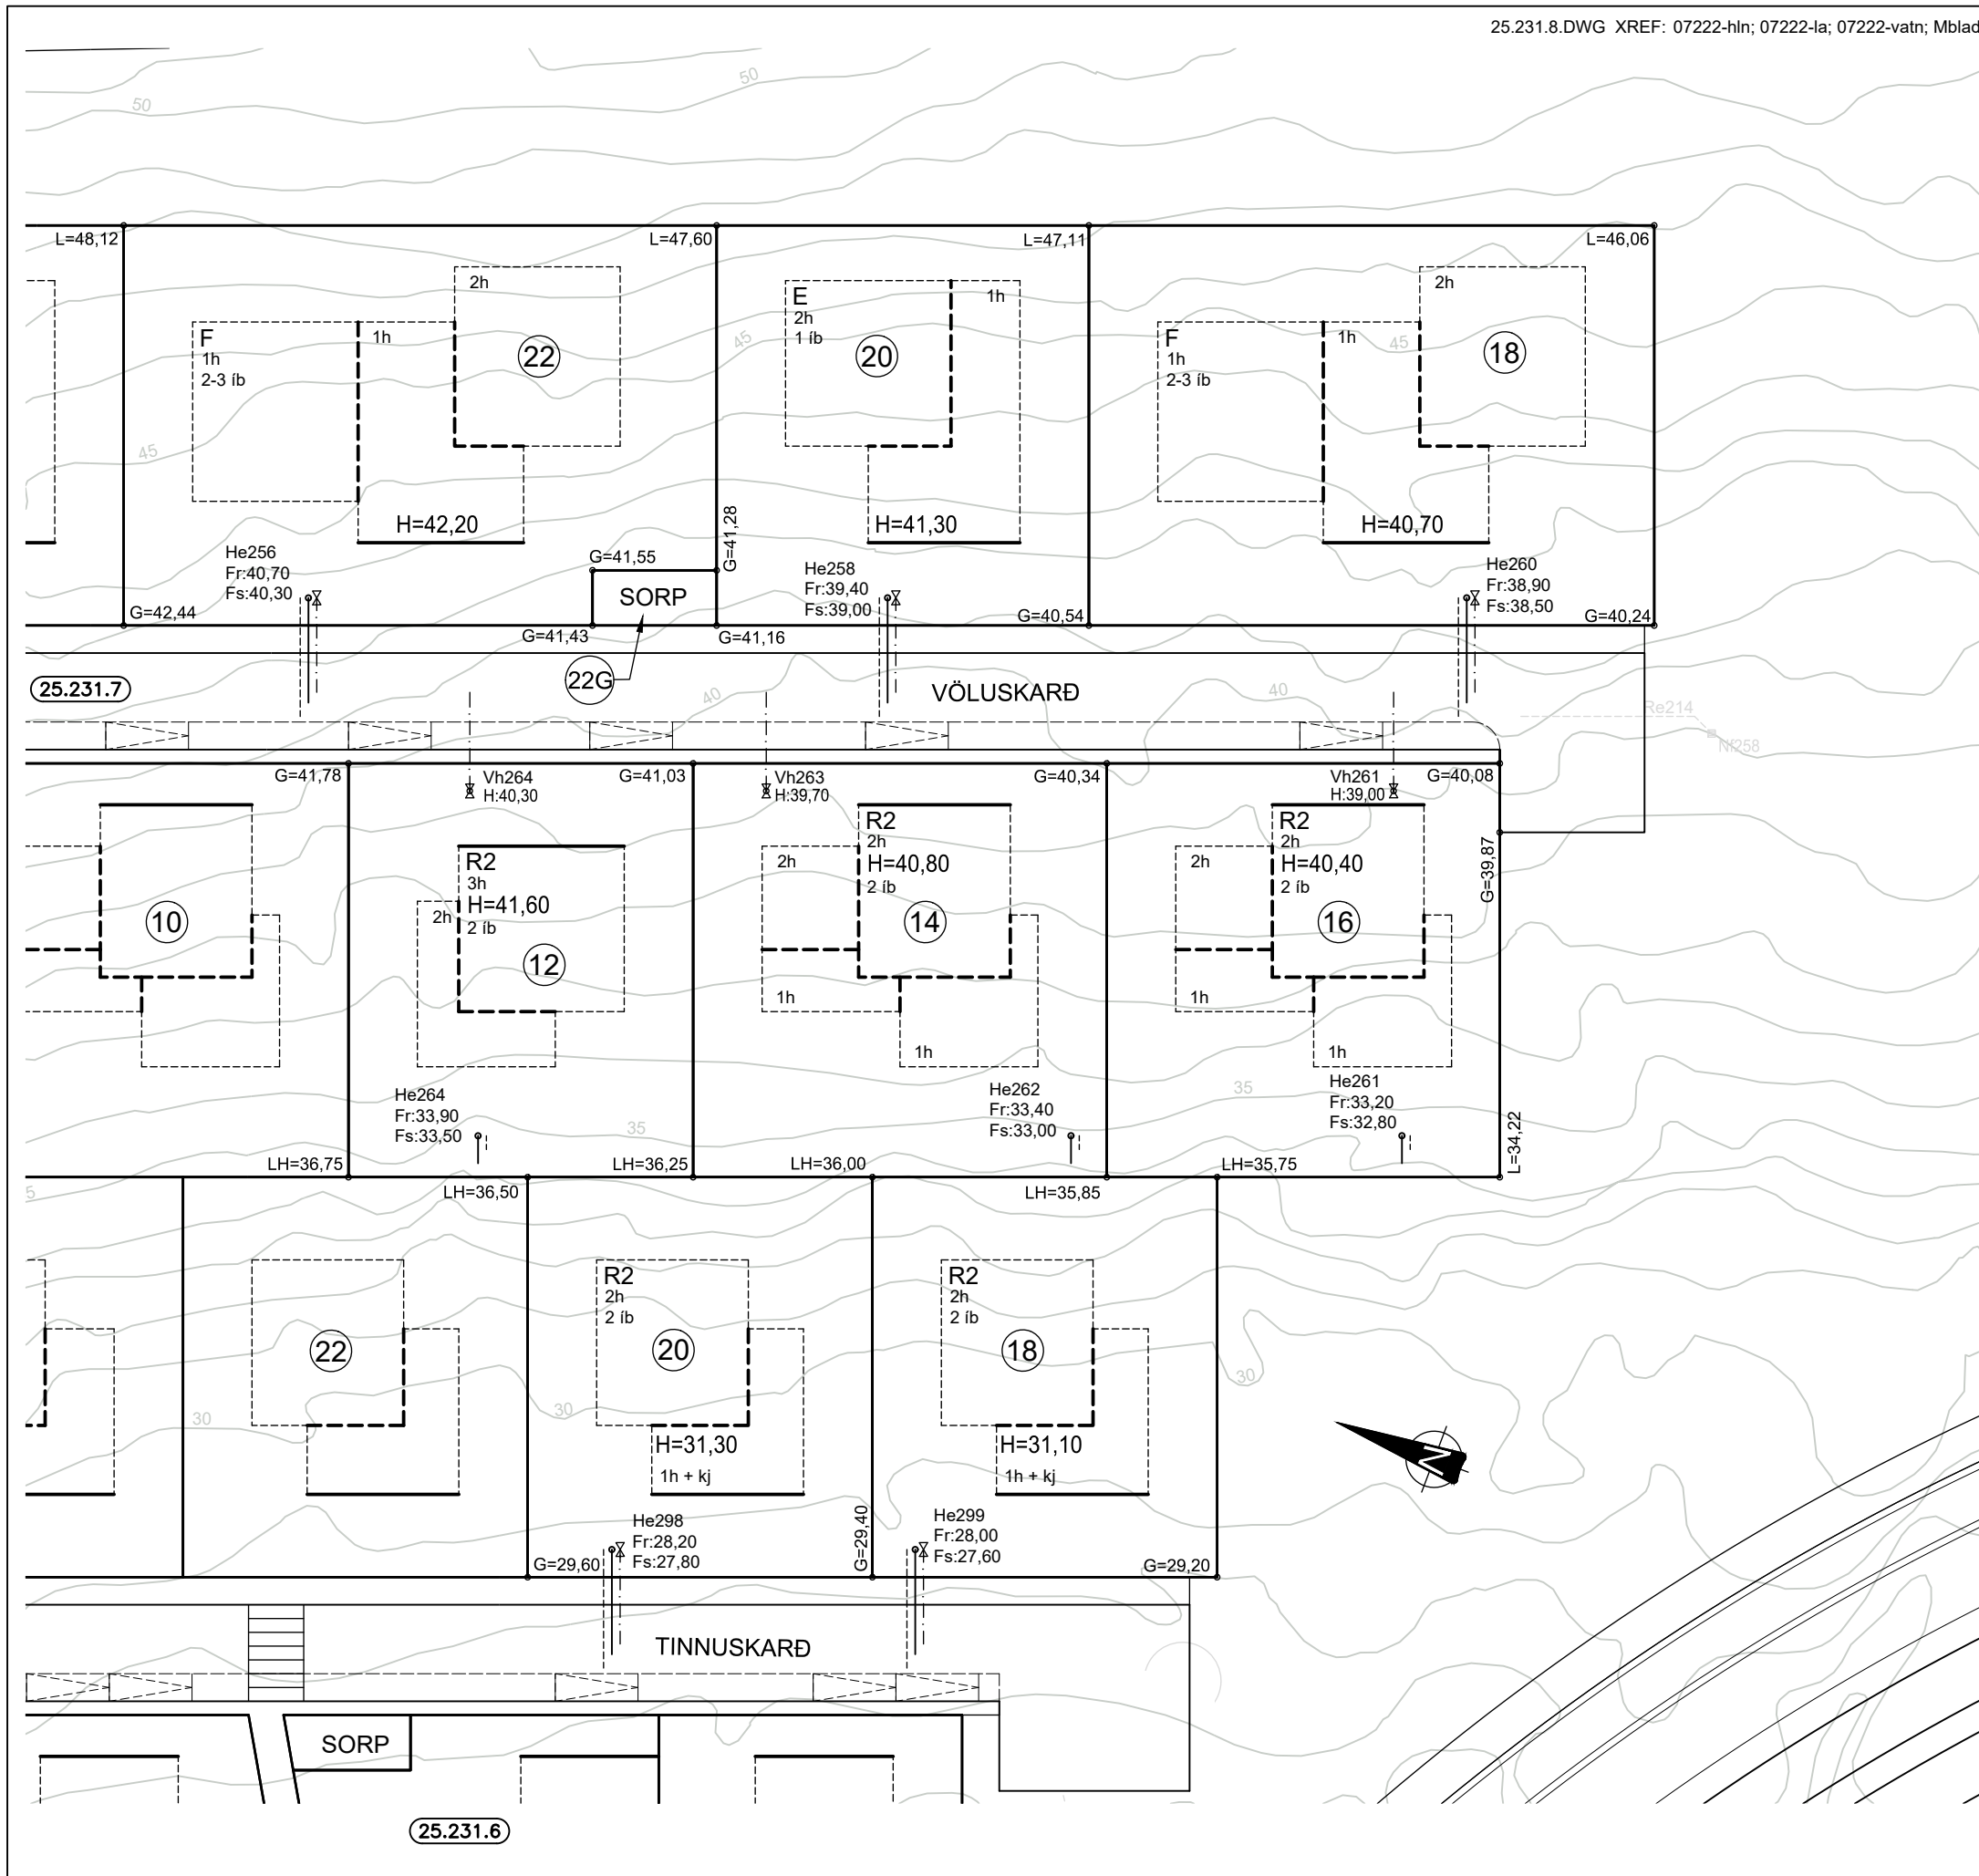 25.231.8.DWG XREF: 07222-hln; 07222-la; 07222-vatn; Mblad
50
50
L=48,12
L=47,60
L=47,11
L=46,06
F
1h
2-3 íb
1h
2h
22
45
H=42,20
E
2h
1 íb
1h
20
45
H=41,30
F
1h
2-3 íb
1h
2h
45
18
H=40,70
He256
Fr:40,70
Fs:40,30
G=42,44
G=41,55
SORP
G=41,28
G=41,43
G=41,16
He258
Fr:39,40
Fs:39,00
G=40,54
He260
Fr:38,90
Fs:38,50
G=40,24
25.231.7
22G
40
VÖLUSKARÐ
40
Re214
Nf258
G=41,78
Vh264
H:40,30
G=41,03
Vh263
H:39,70
G=40,34
Vh261
H:39,00
G=40,08
G=39,87
10
R2
3h
H=41,60
2 íb
2h
12
R2
2h
H=40,80
2 íb
2h
14
1h
1h
R2
2h
H=40,40
2 íb
2h
16
1h
1h
He264
Fr:33,90
Fs:33,50
35
He262
Fr:33,40
Fs:33,00
35
He261
Fr:33,20
Fs:32,80
L=34,22
LH=36,75
LH=36,50
LH=36,25
LH=36,00
LH=35,85
LH=35,75
22
30
R2
2h
2 íb
20
30
H=31,30
1h + kj
R2
2h
2 íb
18
30
H=31,10
1h + kj
N
He298
Fr:28,20
Fs:27,80
G=29,60
G=29,40
He299
Fr:28,00
Fs:27,60
G=29,20
TINNUSKARÐ
SORP
25.231.6